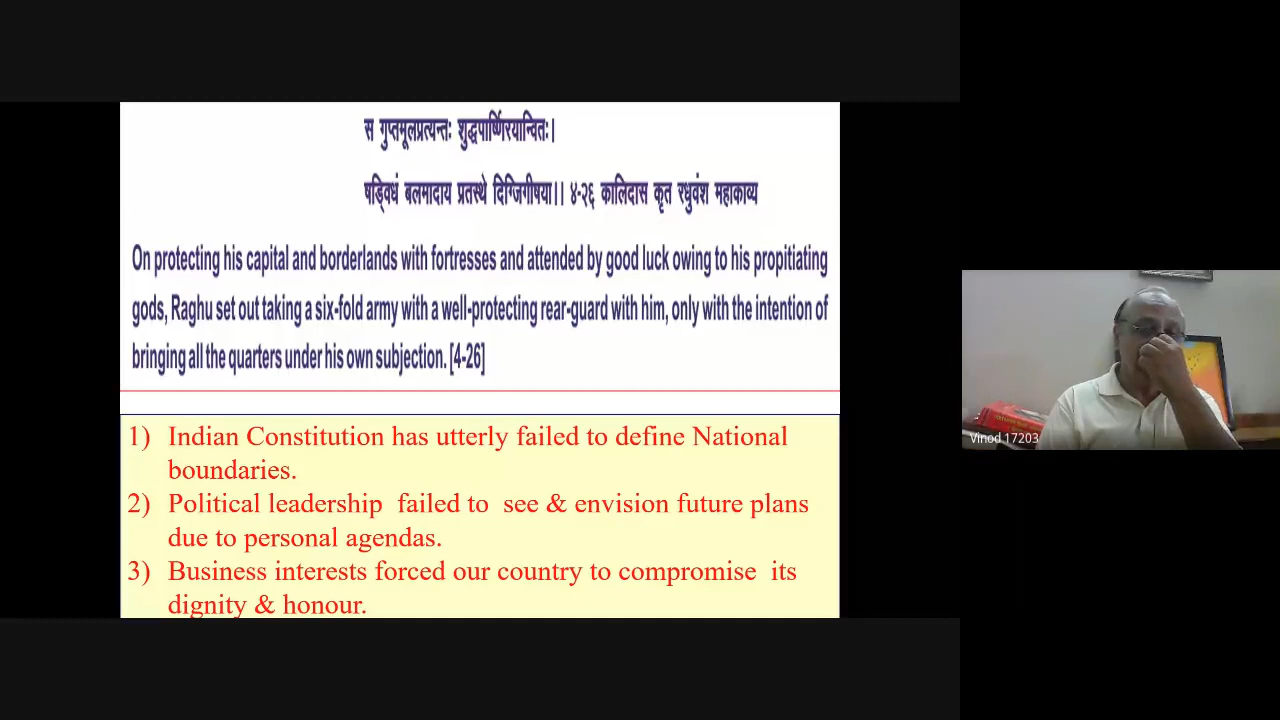 स गुप्तमूलप्रत्यन्तः शुद्धपार्ष्णिरयान्वितः।
षड्विधं बलमादाय प्रतस्थे दिग्जिगीषया।। ४-२६ कालिदास कृत रधुवंश महाकाव्य
On protecting his capital and borderlands with fortresses and attended by good luck owing to his propitiating
gods, Raghu set out taking a six-fold army with a well-protecting rear-guard with him, only with the intention of
bringing all the quarters under his own subjection. [4-26]
1) Indian Constitution has utterly failed to define National
boundaries.
2) Political leadership failed to see & envision future plans
due to personal agendas.
3) Business interests forced our country to compromise its
dignity & honour.
Vinod 17203